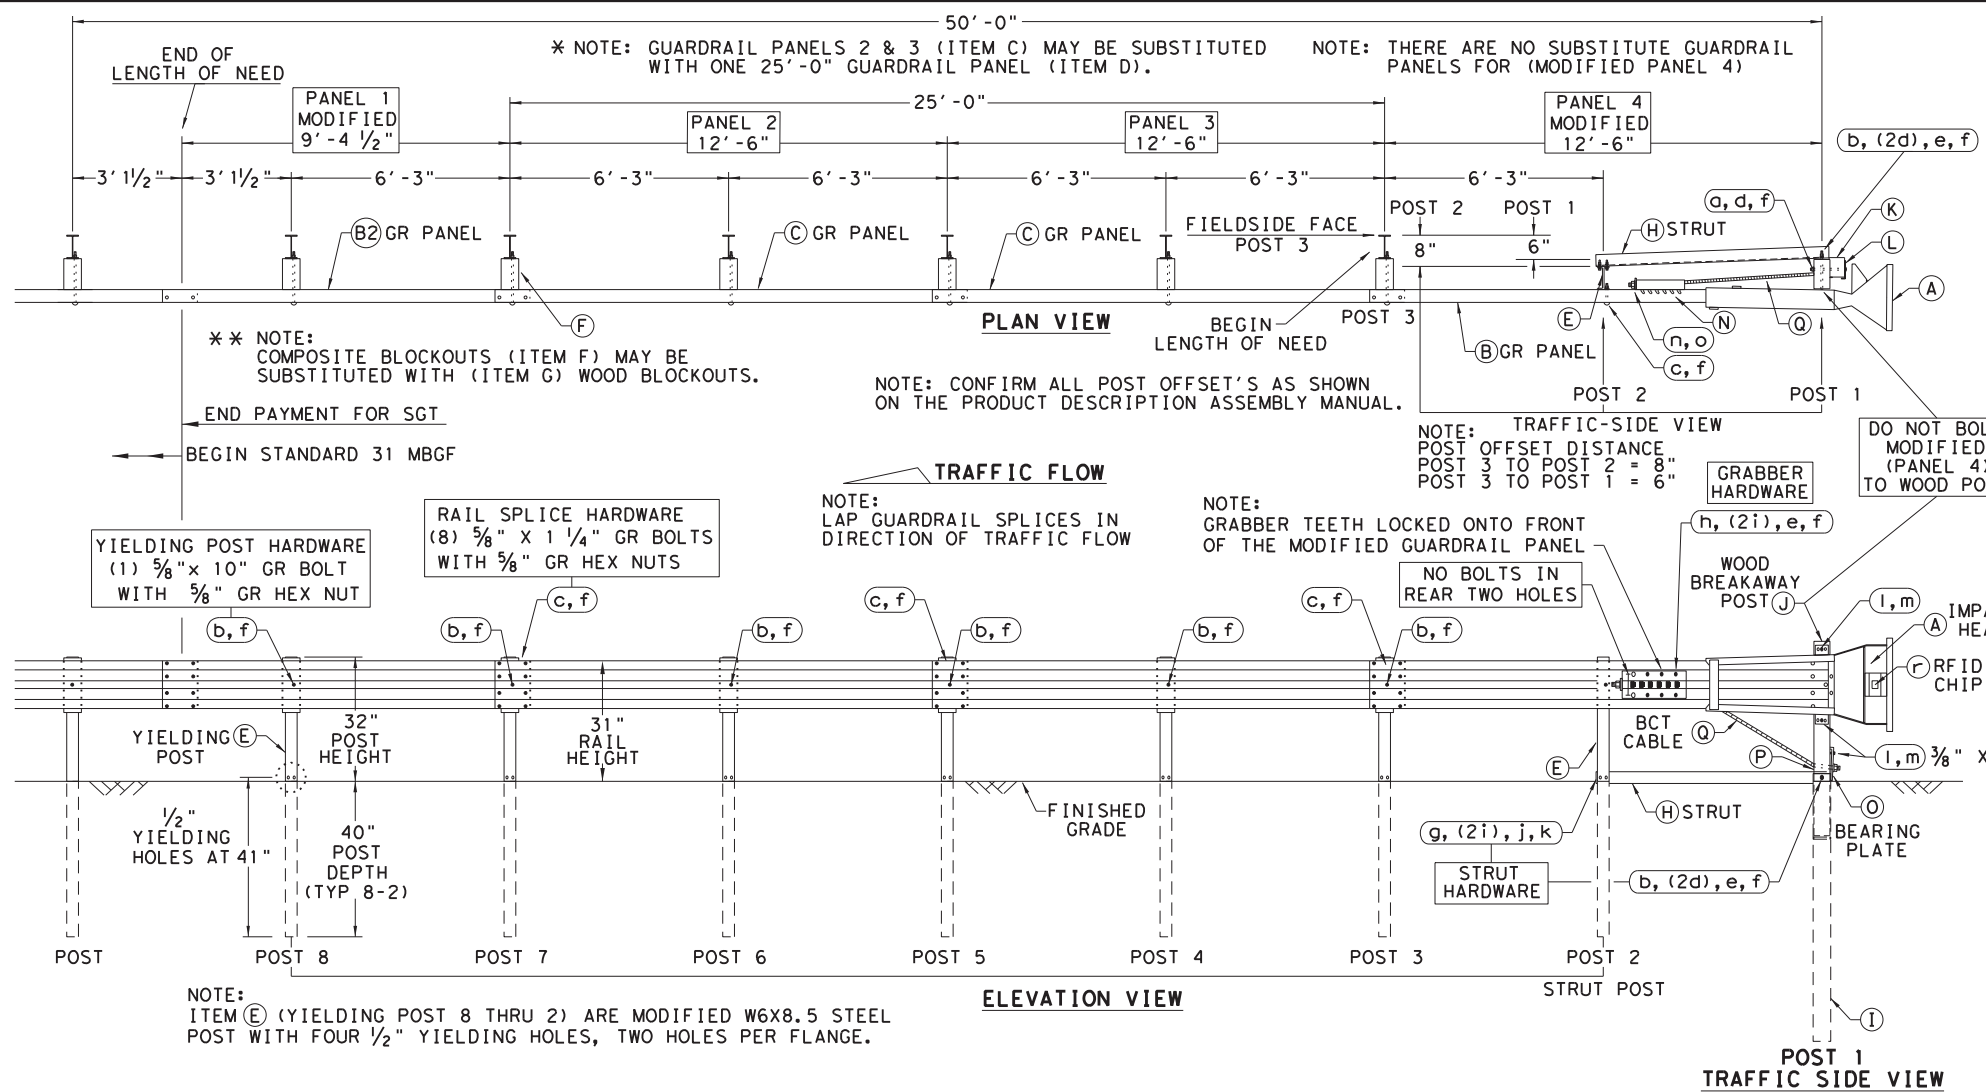 50'-0"
END OF
LENGTH OF NEED
* NOTE: GUARDRAIL PANELS 2 & 3 (ITEM C) MAY BE SUBSTITUTED
WITH ONE 25'-0" GUARDRAIL PANEL (ITEM D).
NOTE: THERE ARE NO SUBSTITUTE GUARDRAIL
PANELS FOR (MODIFIED PANEL 4)
PANEL 1
MODIFIED
9'-4 1/2"
25'-0"
PANEL 2
12'-6"
PANEL 3
12'-6"
PANEL 4
MODIFIED
12'-6"
b, (2d), e, f
3' 1 1/2"
3' 1 1/2"
6'-3"
6'-3"
6'-3"
6'-3"
6'-3"
6'-3"
POST 2
POST 1
a, d, f
K
B2 GR PANEL
C GR PANEL
C GR PANEL
FIELDSIDE FACE
POST 3
8"
6"
H STRUT
L
A
F
PLAN VIEW
BEGIN
LENGTH OF NEED
POST 3
E
N
Q
n, o
B GR PANEL
c, f
** NOTE:
COMPOSITE BLOCKOUTS (ITEM F) MAY BE
SUBSTITUTED WITH (ITEM G) WOOD BLOCKOUTS.
NOTE: CONFIRM ALL POST OFFSET'S AS SHOWN
ON THE PRODUCT DESCRIPTION ASSEMBLY MANUAL.
POST 2
POST 1
END PAYMENT FOR SGT
BEGIN STANDARD 31 MBGF
TRAFFIC-SIDE VIEW
NOTE:
POST OFFSET DISTANCE
POST 3 TO POST 2 = 8"
POST 3 TO POST 1 = 6"
DO NOT BOL
MODIFIED
(PANEL 4)
TO WOOD PO
TRAFFIC FLOW
NOTE:
LAP GUARDRAIL SPLICES IN
DIRECTION OF TRAFFIC FLOW
NOTE:
GRABBER TEETH LOCKED ONTO FRONT
OF THE MODIFIED GUARDRAIL PANEL
GRABBER
HARDWARE
h, (2i), e, f
YIELDING POST HARDWARE
(1) 5/8"x 10" GR BOLT
WITH 5/8" GR HEX NUT
RAIL SPLICE HARDWARE
(8) 5/8" X 1 1/4" GR BOLTS
WITH 5/8" GR HEX NUTS
NO BOLTS IN
REAR TWO HOLES
WOOD
BREAKAWAY
POST J
l, m
A IMPA
HEA
r RFID
CHIP
b, f
b, f
c, f
b, f
c, f
b, f
b, f
c, f
b, f
YIELDING E
POST
32"
POST
HEIGHT
31"
RAIL
HEIGHT
BCT
CABLE Q
E
P
l, m 3/8" X
1/2"
YIELDING
HOLES AT 41"
40"
POST
DEPTH
(TYP 8-2)
FINISHED
GRADE
H STRUT
O
BEARING
PLATE
g, (2i), j, k
STRUT
HARDWARE
b, (2d), e, f
POST
POST 8
POST 7
POST 6
POST 5
POST 4
POST 3
POST 2
STRUT POST
ELEVATION VIEW
NOTE:
ITEM E (YIELDING POST 8 THRU 2) ARE MODIFIED W6X8.5 STEEL
POST WITH FOUR 1/2" YIELDING HOLES, TWO HOLES PER FLANGE.
I
POST 1
TRAFFIC SIDE VIEW